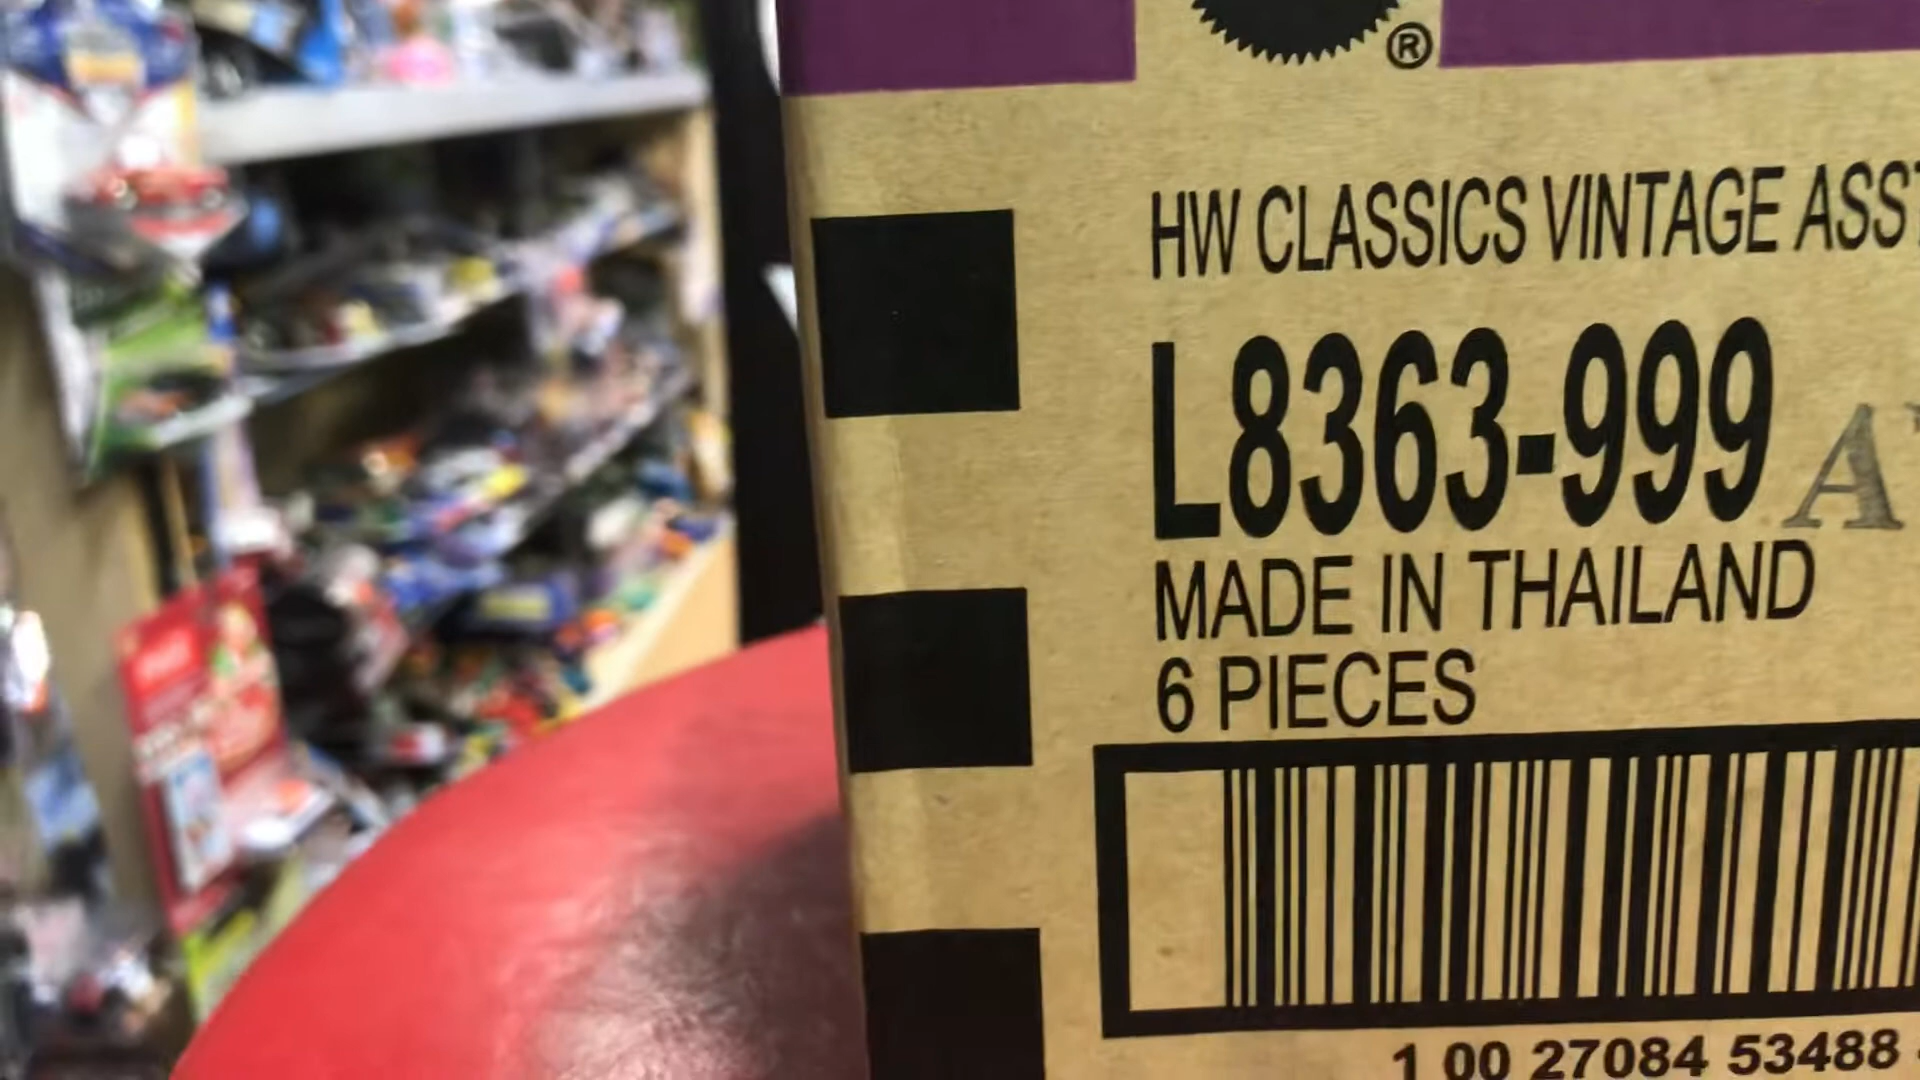 ®
HW CLASSICS VINTAGE ASST
L8363-999 A
MADE IN THAILAND
6 PIECES
1 00 27084 53488